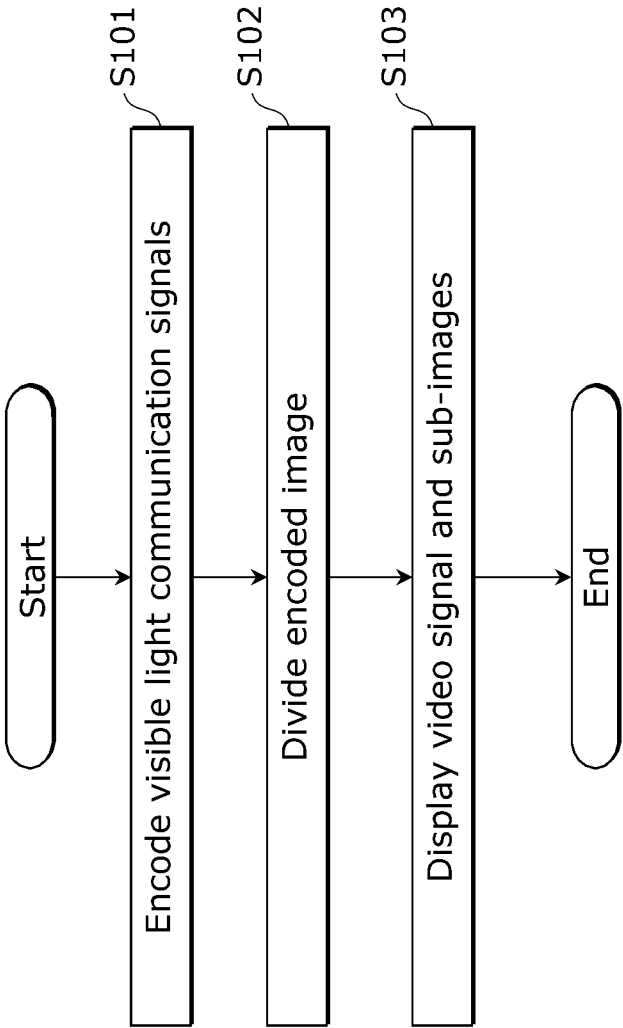 Start
S101
Encode visible light communication signals
S102
Divide encoded image
S103
Display video signal and sub-images
End